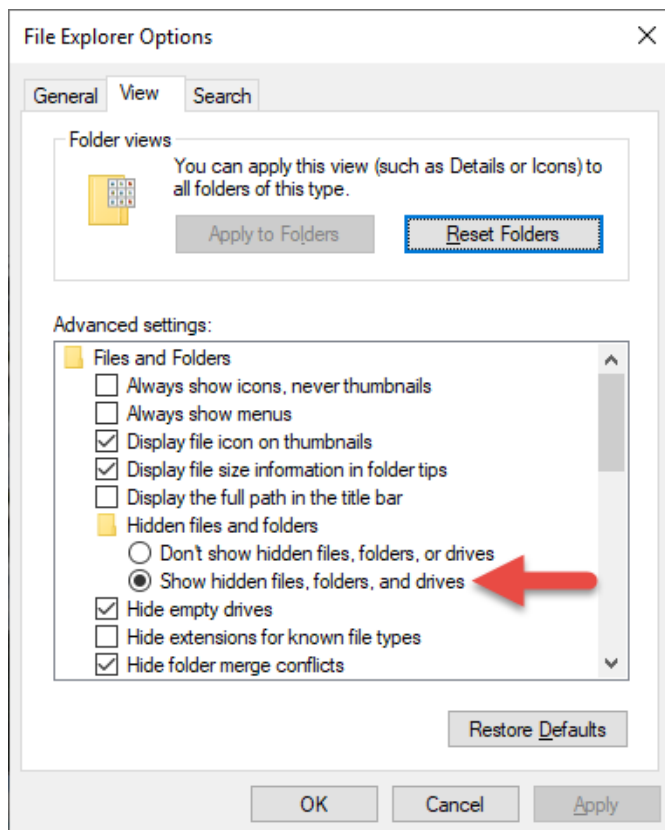 File Explorer Options
General
View
Search
Folder views
You can apply this view (such as Details or Icons) to
all folders of this type.
Apply to Folders
Reset Folders
Advanced settings:
Files and Folders
Always show icons, never thumbnails
Always show menus
Display file icon on thumbnails
Display file size information in folder tips
Display the full path in the title bar
Hidden files and folders
Don't show hidden files, folders, or drives
Show hidden files, folders, and drives
Hide empty drives
Hide extensions for known file types
Hide folder merge conflicts
Restore Defaults
OK
Cancel
Apply